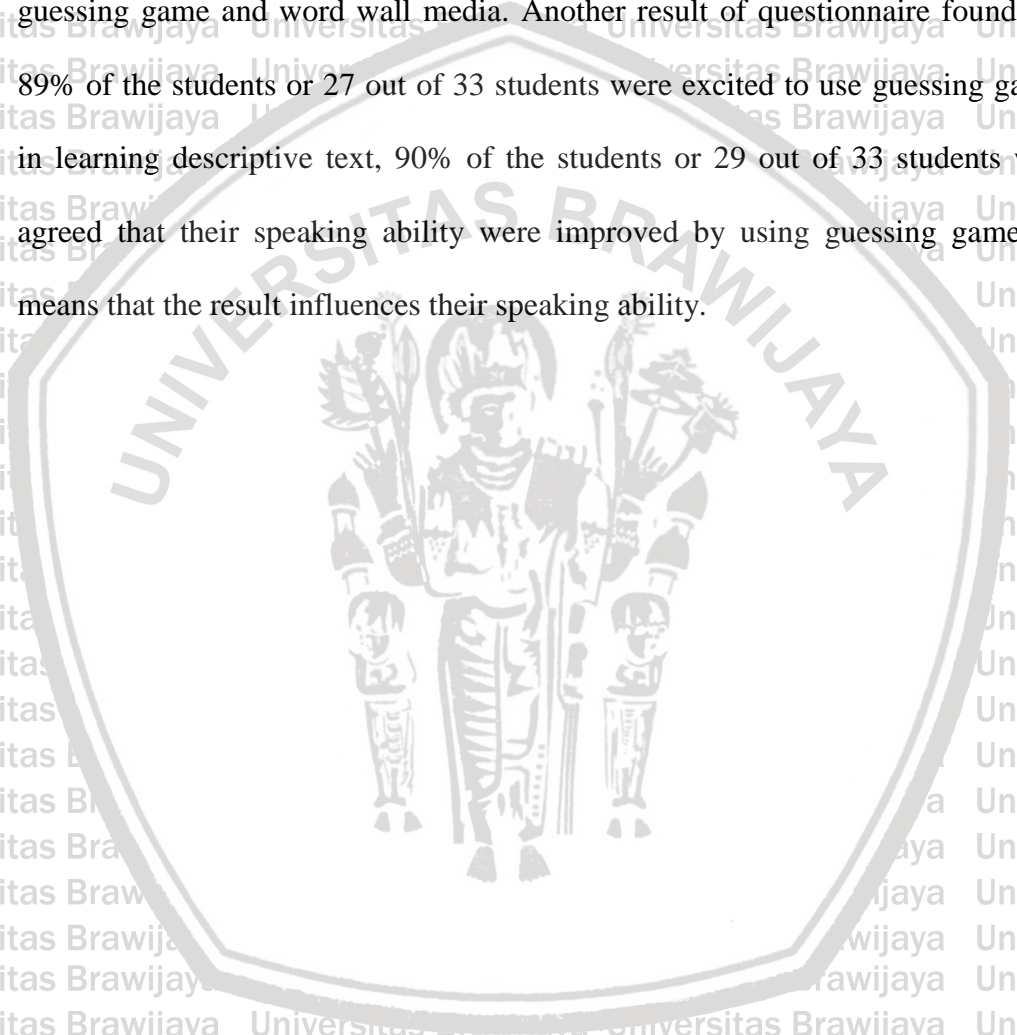 guessing game and word wall media. Another result of questionnaire found
89% of the students or 27 out of 33 students were excited to use guessing ga
in learning descriptive text, 90% of the students or 29 out of 33 students
agreed that their speaking ability were improved by using guessing game
means that the result influences their speaking ability.
UNIVERSITAS BRAWIJAYA